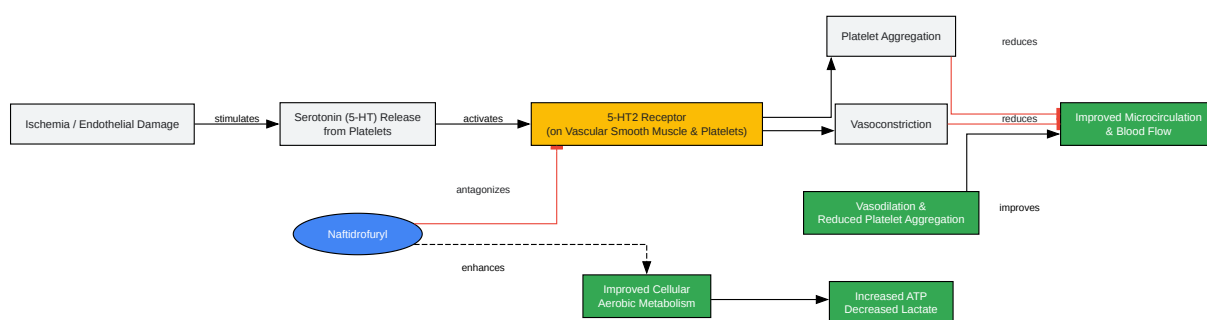 Platelet Aggregation
reduces
Ischemia / Endothelial Damage
stimulates
Serotonin (5-HT) Release
from Platelets
activates
5-HT2 Receptor
(on Vascular Smooth Muscle & Platelets)
Vasoconstriction
reduces
Improved Microcirculation
& Blood Flow
antagonizes
Vasodilation &
Reduced Platelet Aggregation
improves
Naftidrofuryl
enhances
Improved Cellular
Aerobic Metabolism
Increased ATP
Decreased Lactate